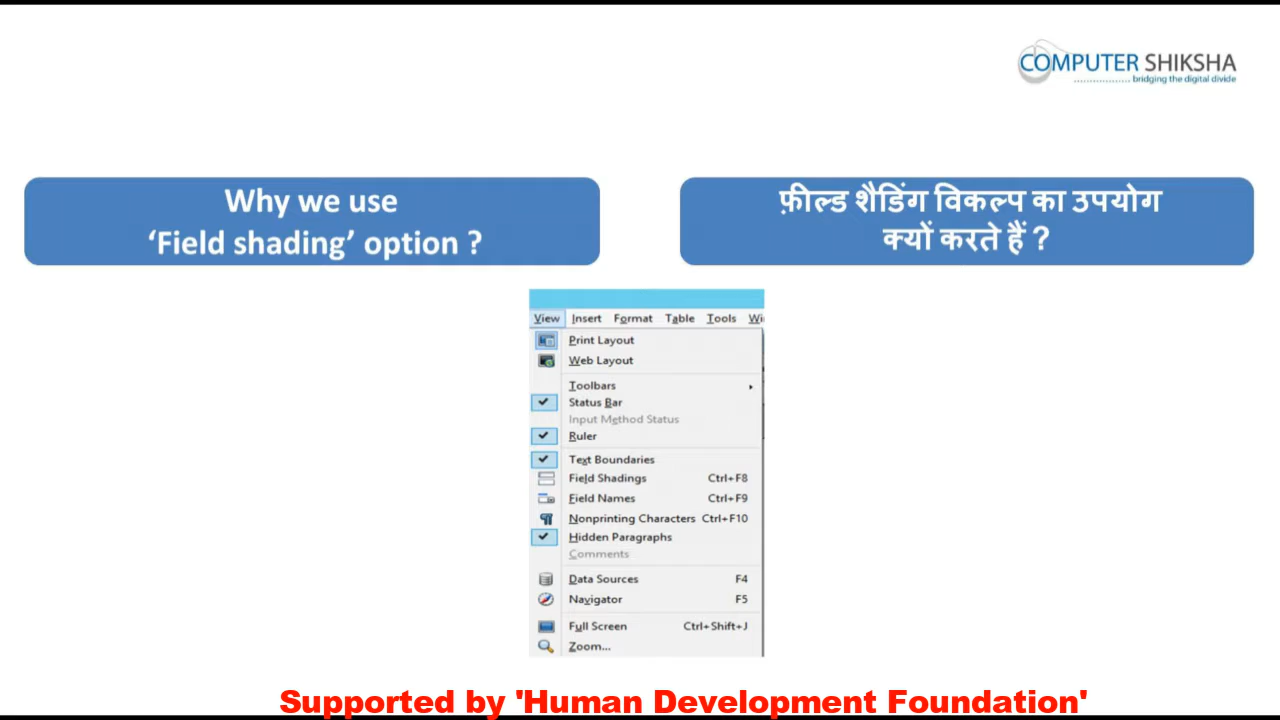 COMPUTER SHIKSHA
bridging the digital divide
Why we use
‘Field shading’ option ?
फ़ील्ड शैडिंग विकल्प का उपयोग
क्यों करते हैं ?
View Insert Format Table Tools
Print Layout
Web Layout
Toolbars
Status Bar
Input Method Status
Ruler
Text Boundaries
Field Shadings Ctrl+F8
Field Names Ctrl+F9
Nonprinting Characters Ctrl+F10
Hidden Paragraphs
Comments
Data Sources F4
Navigator F5
Full Screen Ctrl+Shift+J
Zoom...
Supported by 'Human Development Foundation'